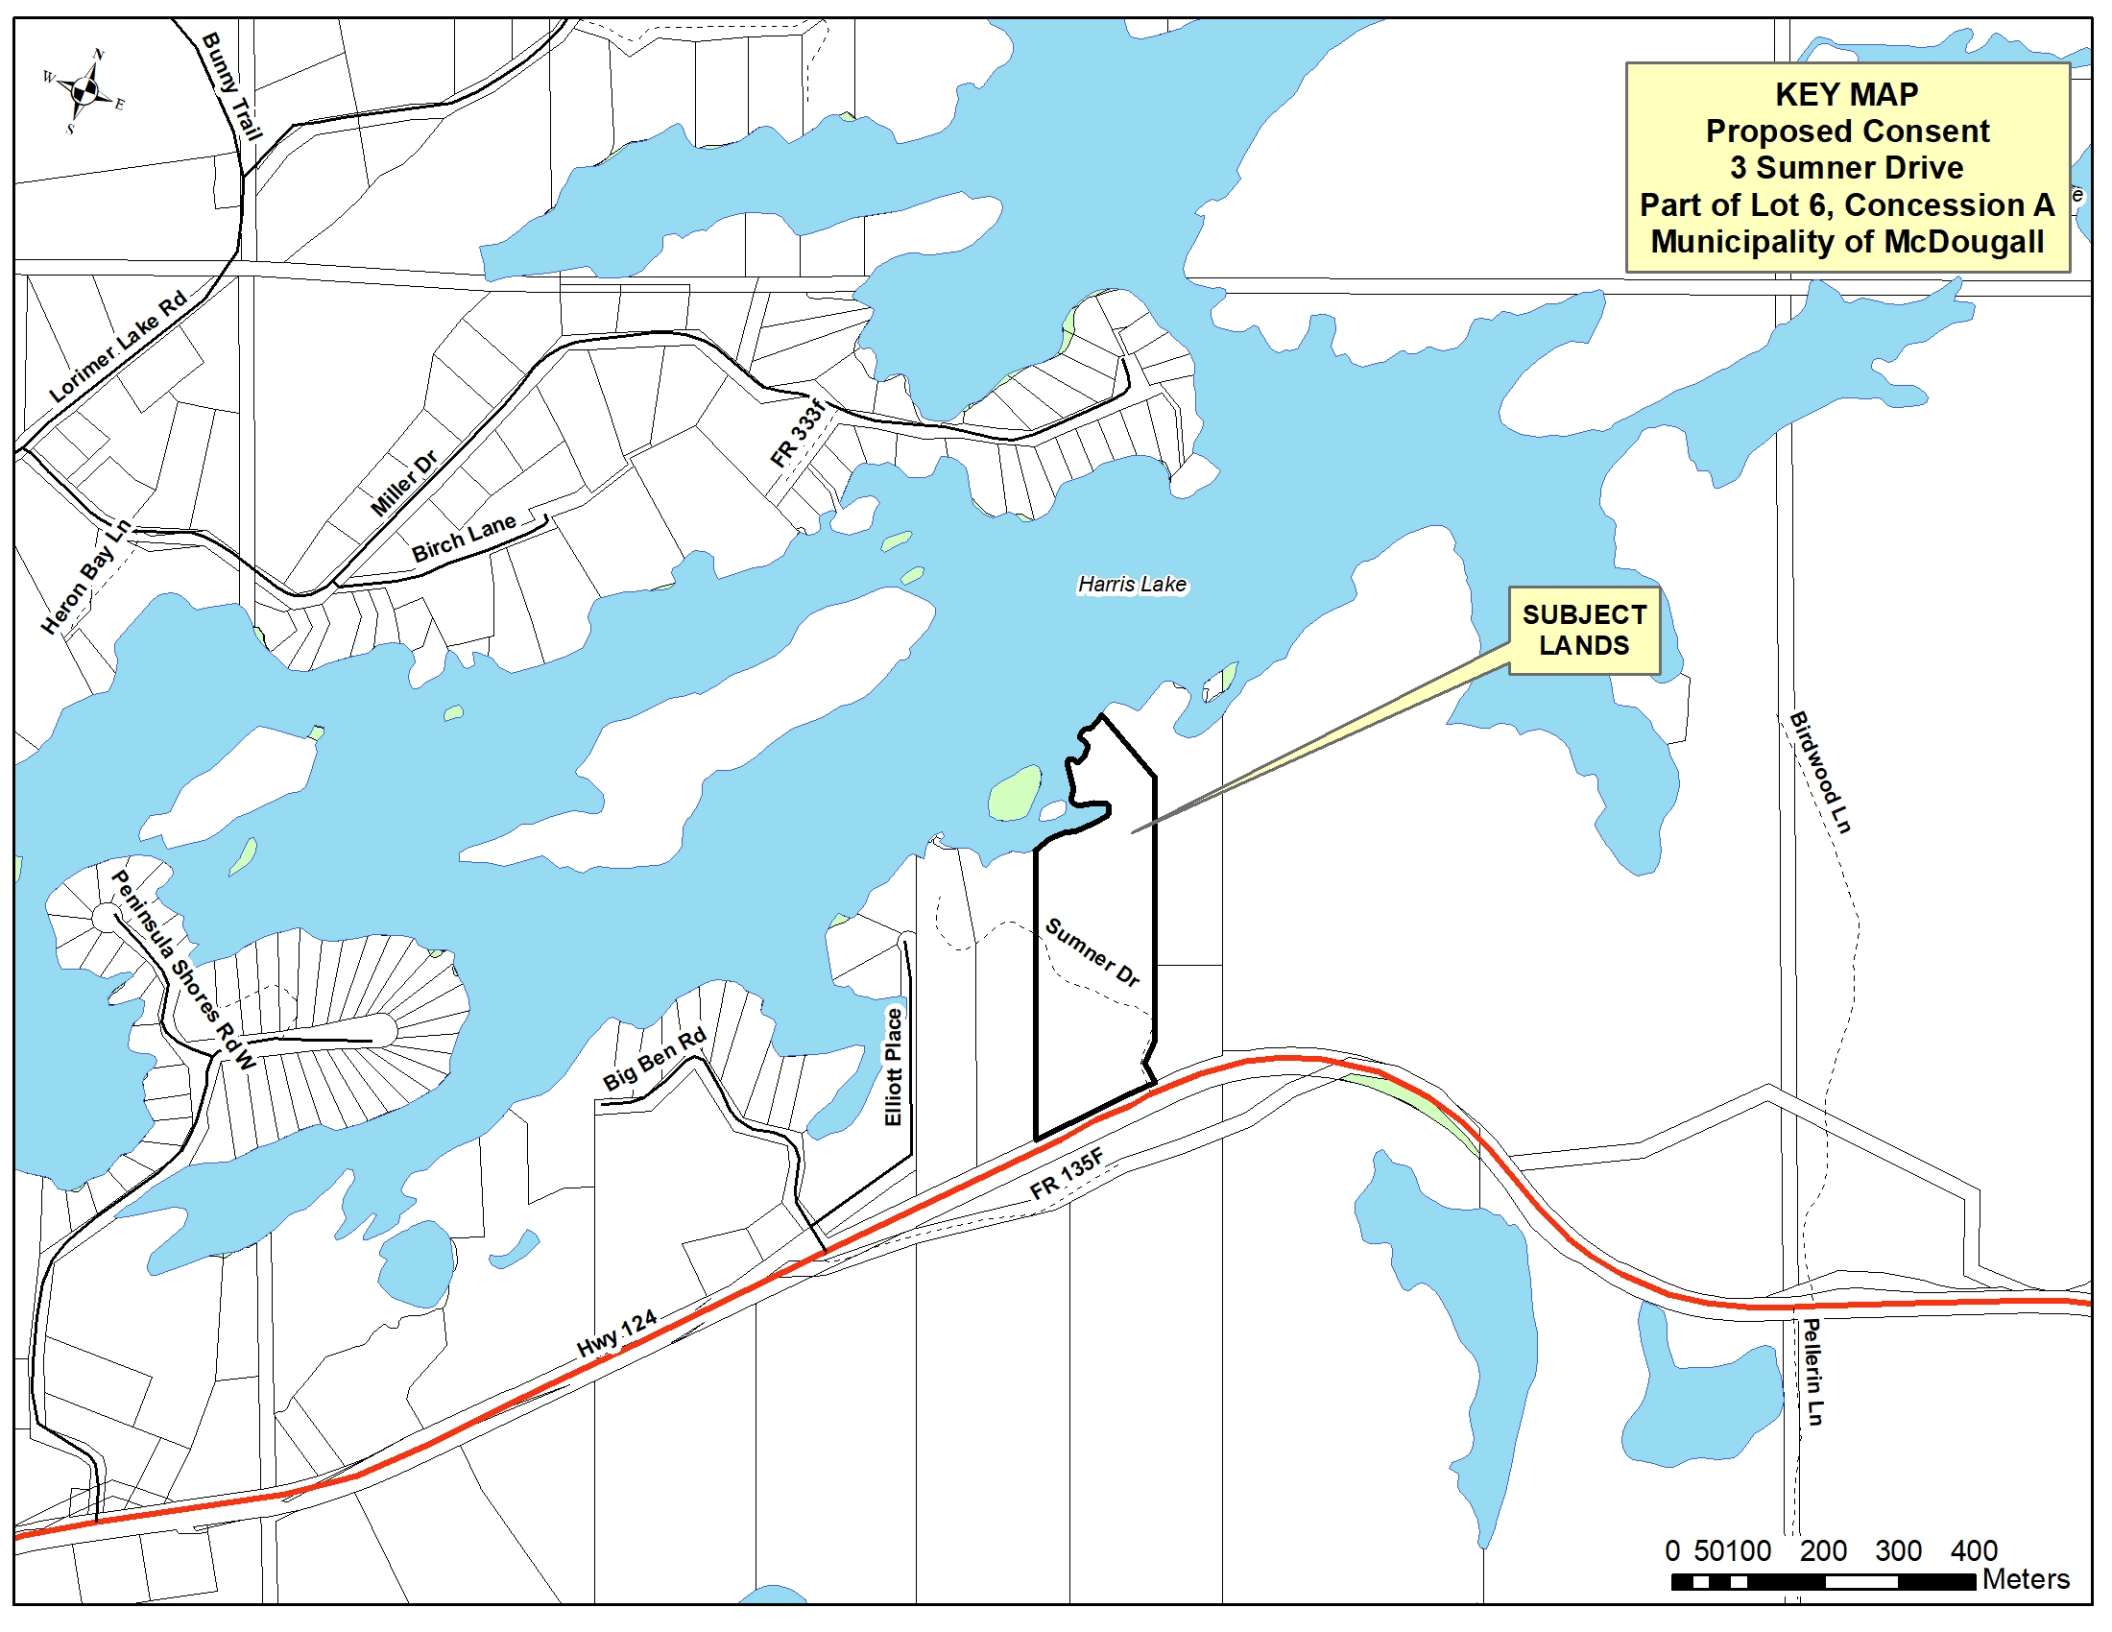 N
W
E
S
Bunny Trail
KEY MAP
Proposed Consent
3 Sumner Drive
Part of Lot 6, Concession A
Municipality of McDougall
Lorimer Lake Rd
FR 333f
Miller Dr
Birch Lane
Heron Bay Ln
Harris Lake
SUBJECT
LANDS
Birdwood Ln
Peninsula Shores Rd W
Sumner Dr
Big Ben Rd
Elliott Place
FR 135F
Hwy 124
Pellerin Ln
0 50100 200 300 400
Meters